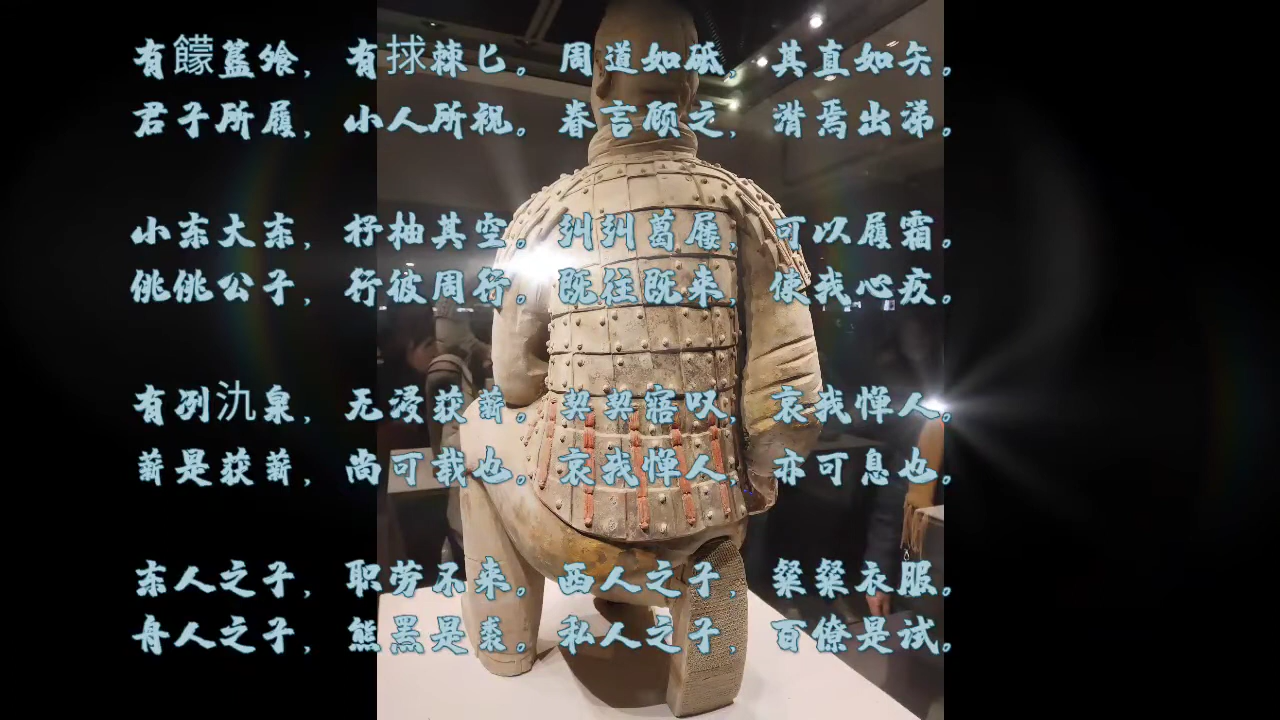 有饛簋飧,有捄棘匕。周道如砥,其直如矢。
君子所履,小人所视。眷言顾之,潸焉出涕。
小东大东,杼柚其空。纠纠葛屦,可以履霜。
佻佻公子,行彼周行。既往既来,使我心疚。
有冽氿泉,无浸获薪。契契寤叹,哀我惮人。
薪是获薪,尚可载也。哀我惮人,亦可息也。
东人之子,职劳不来。西人之子,粲粲衣服。
舟人之子,熊罴是裘。私人之子,百僚是试。